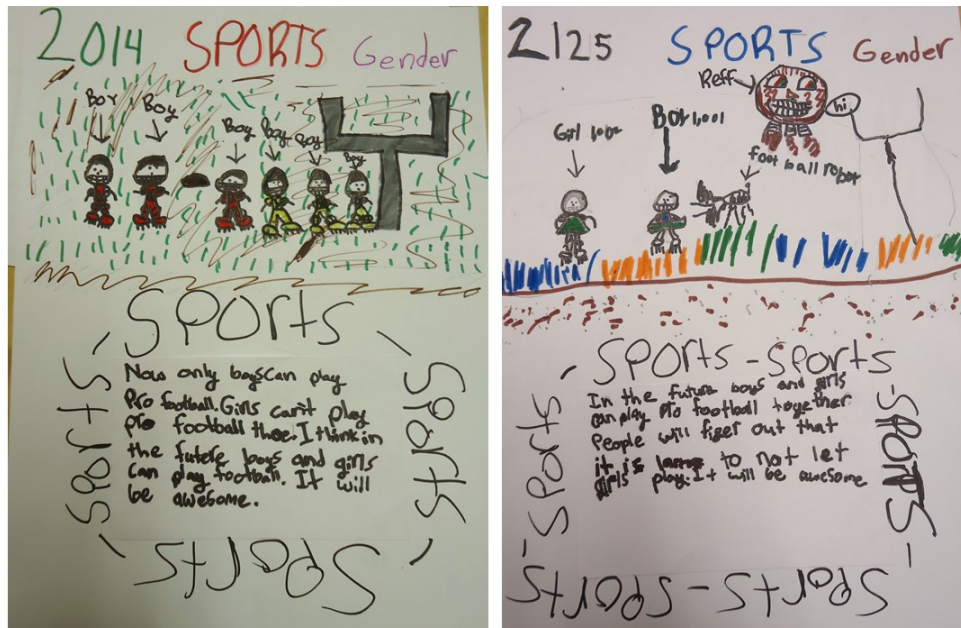 2014 SPORTS Gender
Boy
Boy
Boy
Boy
Boy
Boy
SPOrtS
SpOrtS
SpOrtS
Now only boys can play
pro football. Girls can't play
pro football thoe. I think in
the future boys and girls
can play football. It will
be awesome.
SpOrtS
2125 SPORTS Gender
Reff
hi
Girl
Boy 1,001
foot ball robot
SPOrtS - SpOrtS
SpOrtS
SPORTS
In the future boys and girls
can play pro football together
People will figer out that
it is lame to not let
girls play. It will be awesome
SpOrtS - SpOrtS